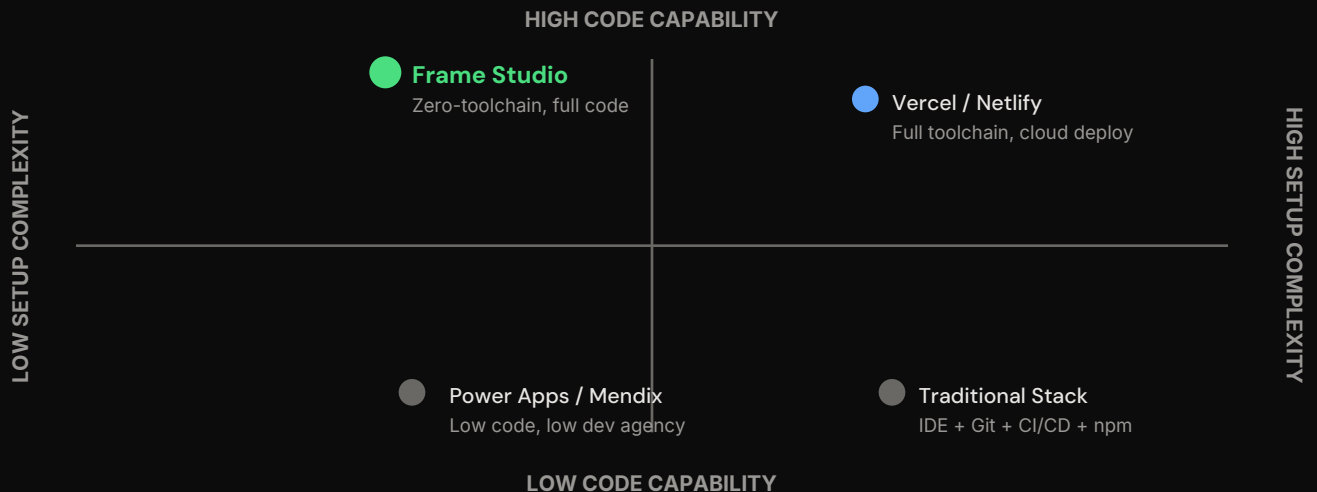 HIGH CODE CAPABILITY
Frame Studio
Zero-toolchain, full code
Vercel / Netlify
Full toolchain, cloud deploy
LOW SETUP COMPLEXITY
HIGH SETUP COMPLEXITY
Power Apps / Mendix
Low code, low dev agency
Traditional Stack
IDE + Git + CI/CD + npm
LOW CODE CAPABILITY